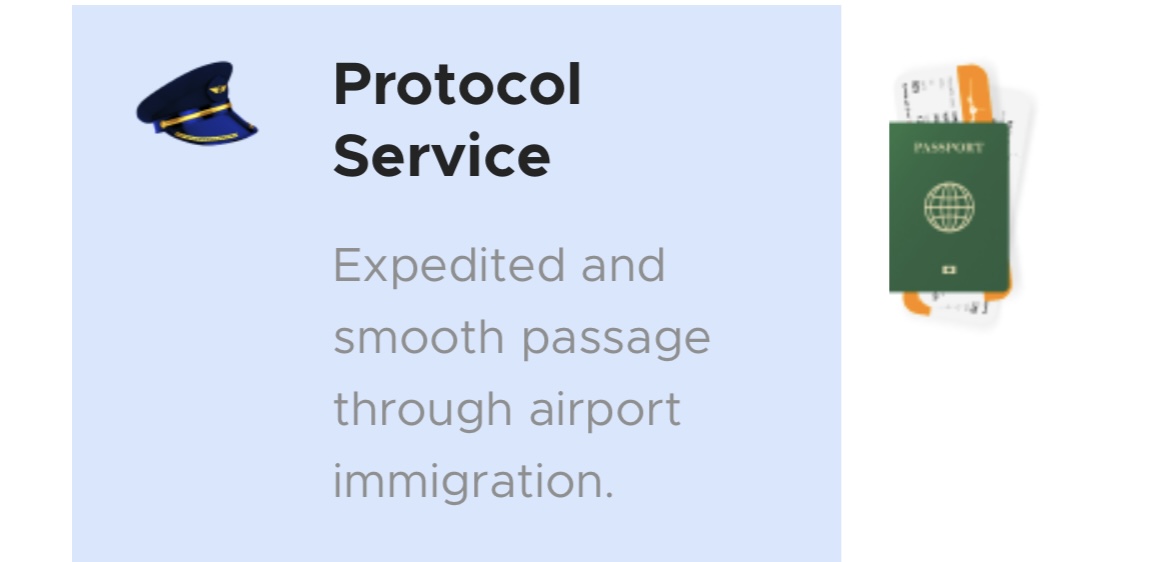 Protocol
Service
Expedited and
smooth passage
through airport
immigration.
PASSPORT